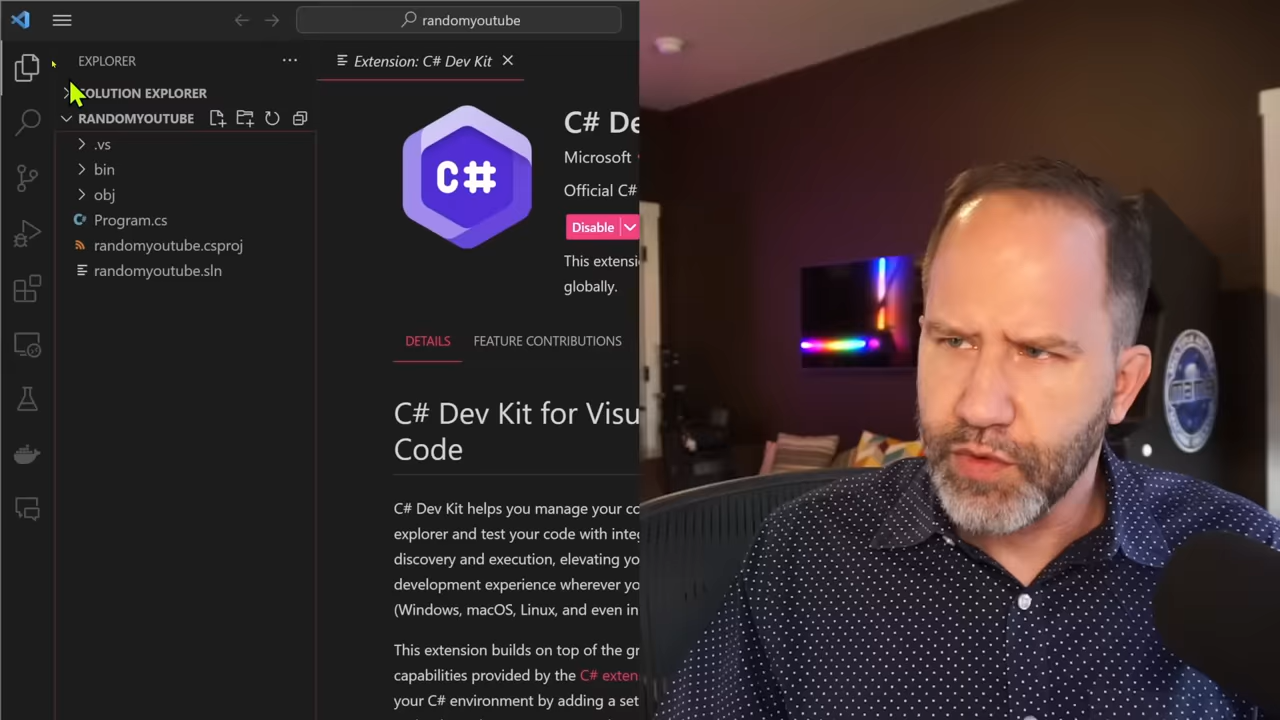 randomyoutube
EXPLORER
Extension: C# Dev Kit
OLUTION EXPLORER
RANDOMYOUTUBE
.vs
bin
obj
Program.cs
randomyoutube.csproj
randomyoutube.sln
C#
C# De
Microsoft
Official C#
Disable
This extensi
globally.
DETAILS FEATURE CONTRIBUTIONS
C# Dev Kit for Visu
Code
C# Dev Kit helps you manage your co
explorer and test your code with integ
discovery and execution, elevating yo
development experience wherever yo
(Windows, macOS, Linux, and even in
This extension builds on top of the gr
capabilities provided by the C# exten
your C# environment by adding a set